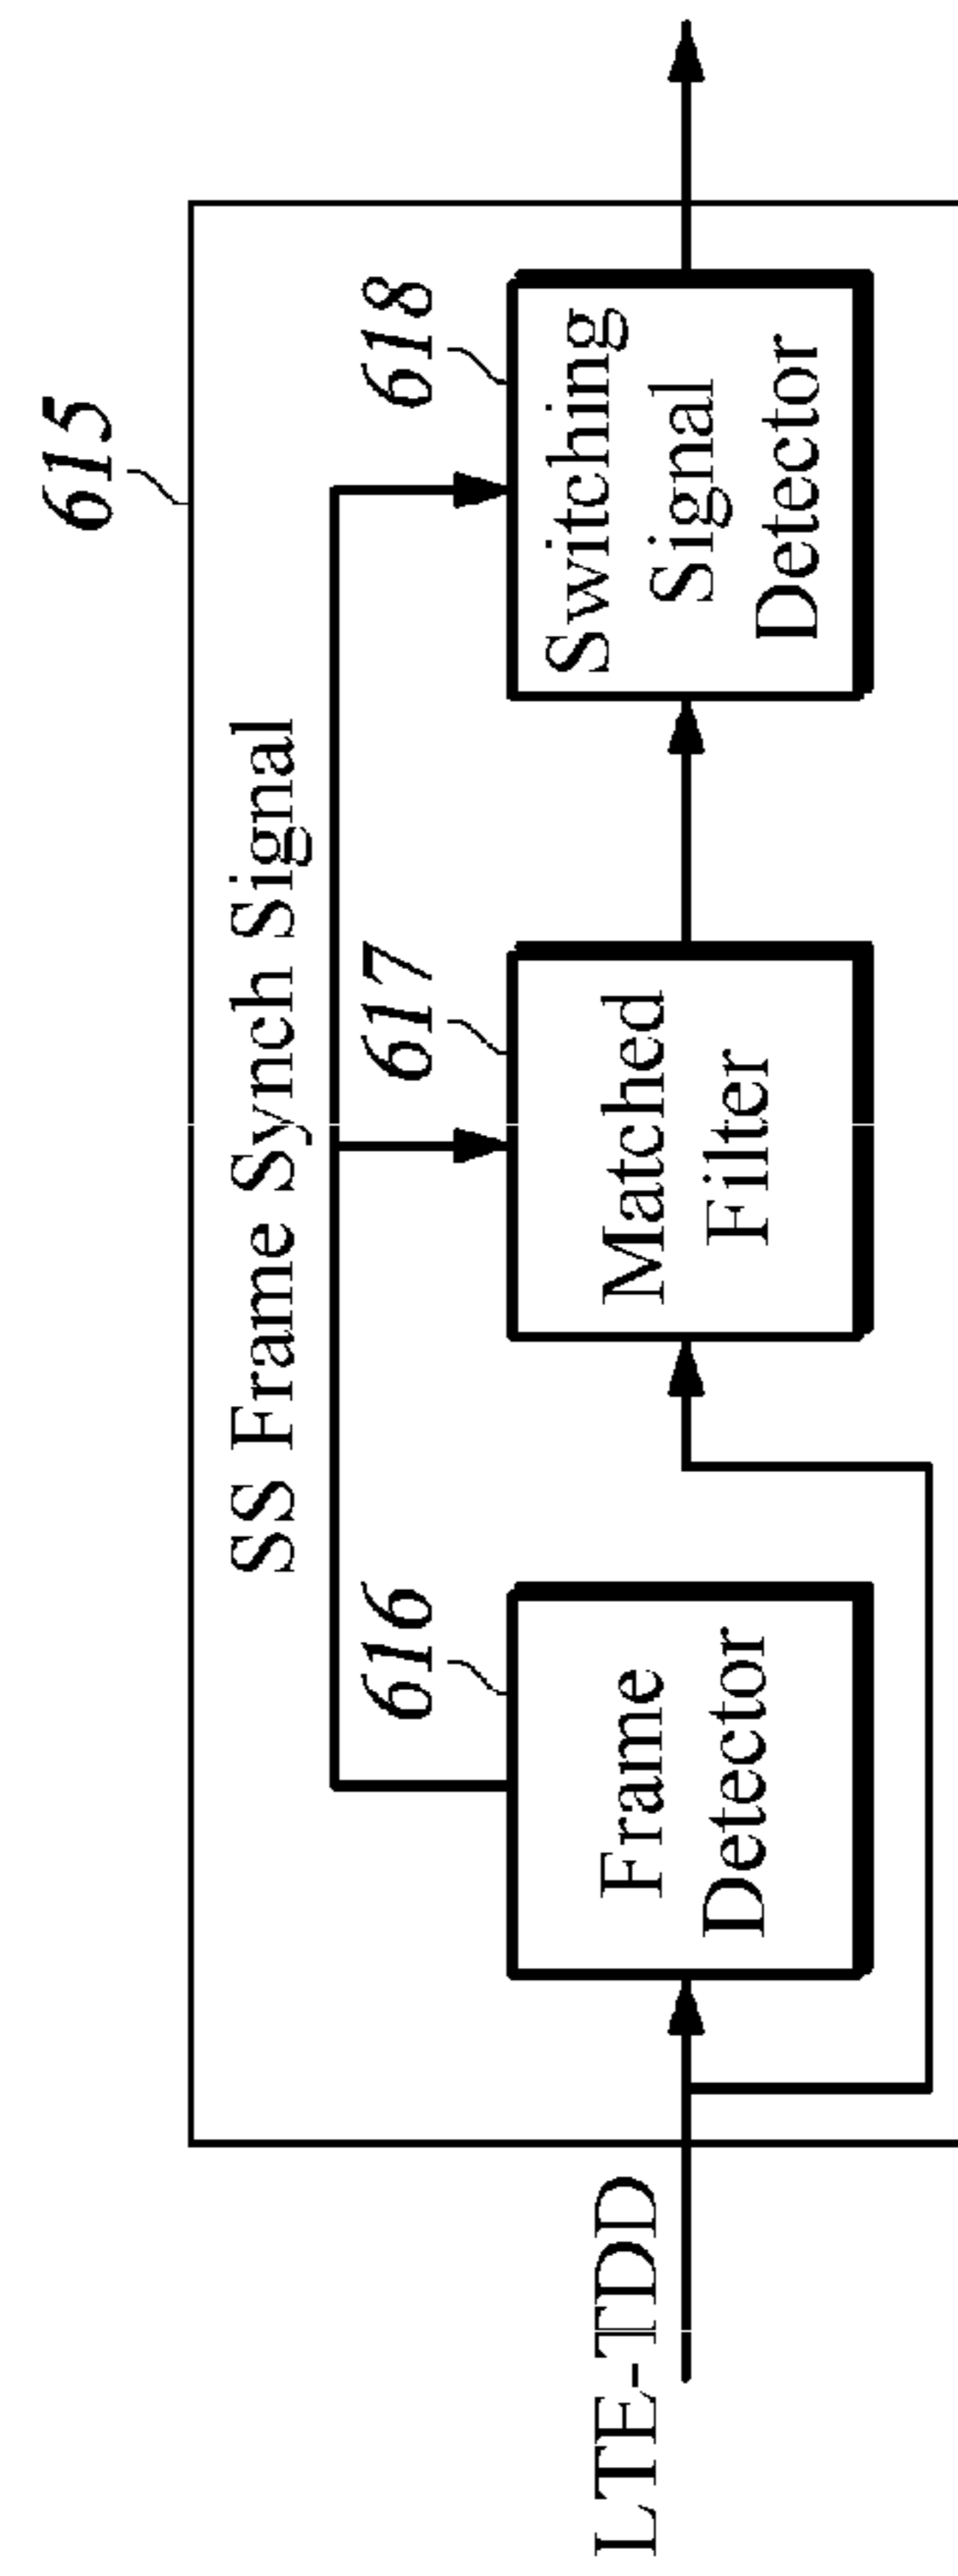 615
SS Frame Synch Signal
616
617
618
LTE-TDD
Frame
Detector
Matched
Filter
Switching
Signal
Detector